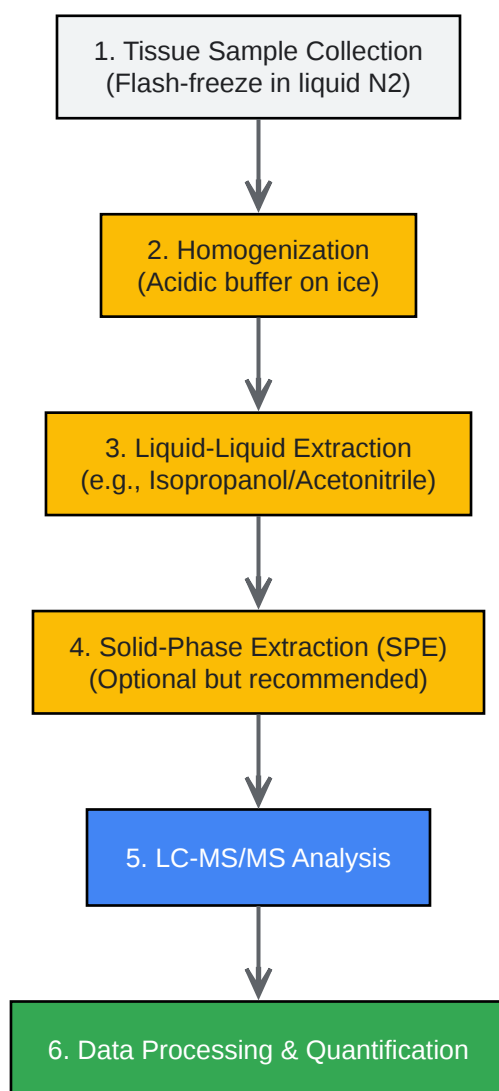 1. Tissue Sample Collection
(Flash-freeze in liquid N2)
2. Homogenization
(Acidic buffer on ice)
3. Liquid-Liquid Extraction
(e.g., Isopropanol/Acetonitrile)
4. Solid-Phase Extraction (SPE)
(Optional but recommended)
5. LC-MS/MS Analysis
6. Data Processing & Quantification